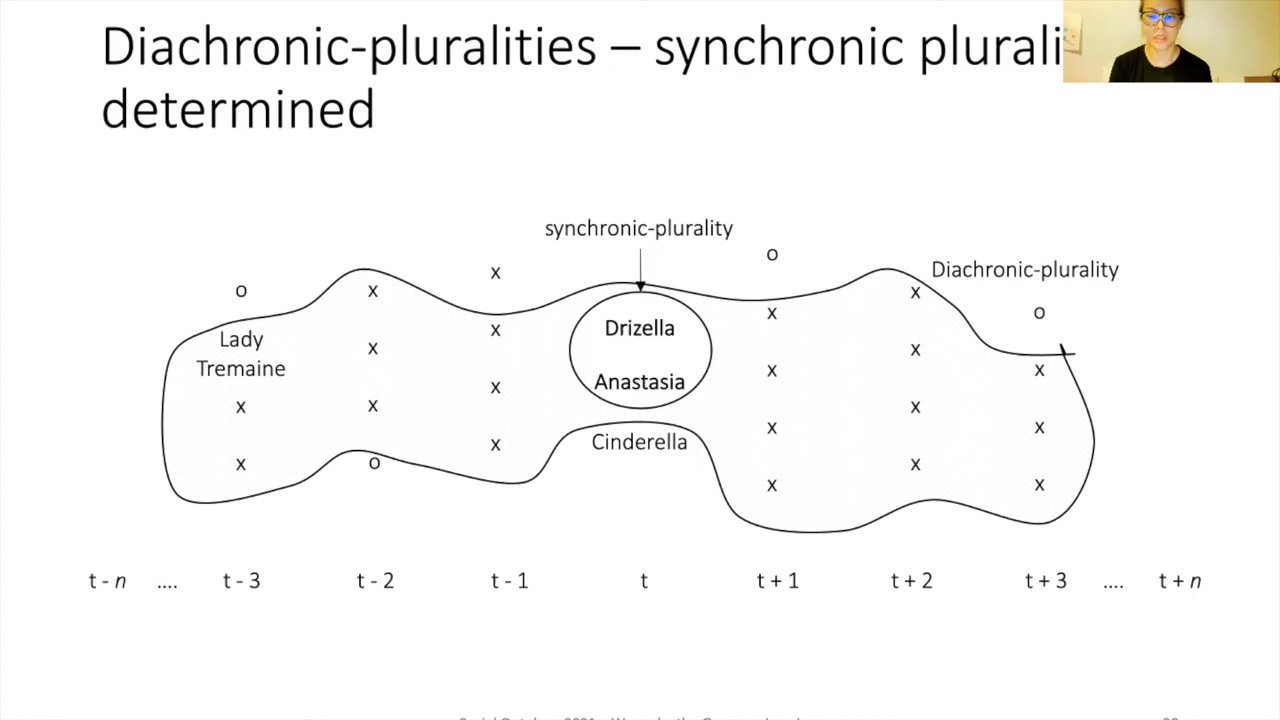 Diachronic-pluralities – synchronic plurali
determined
synchronic-plurality
Diachronic-plurality
o
x
o
x
x
o
Lady
Tremaine
x
x
x
x
x
x
x
o
x
x
Drizella
Anastasia
Cinderella
x
x
x
x
x
x
x
x
x
x
t - n .... t - 3 t - 2 t - 1 t t + 1 t + 2 t + 3 .... t + n